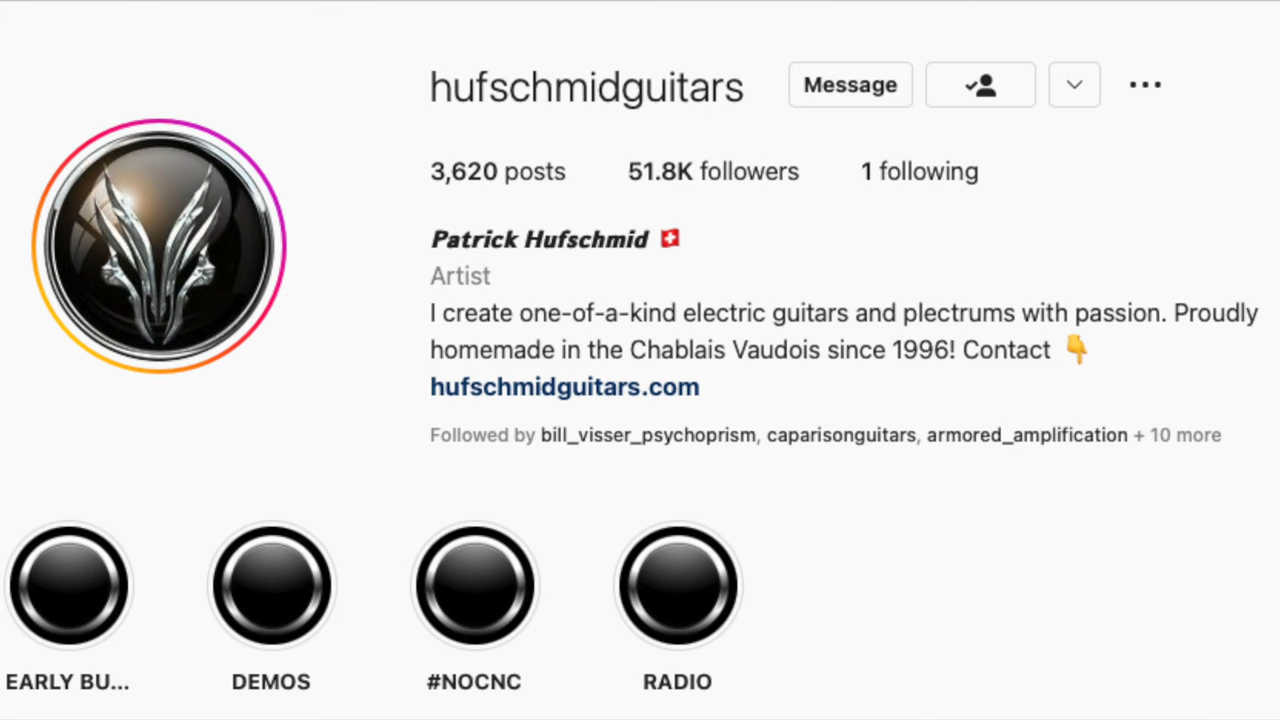 hufschmidguitars Message
3,620 posts 51.8K followers 1 following
Patrick Hufschmid 🇨🇭
Artist
I create one-of-a-kind electric guitars and plectrums with passion. Proudly
homemade in the Chablais Vaudois since 1996! Contact 👇
hufschmidguitars.com
Followed by bill_visser_psychoprism, caparisonguitars, armored_amplification + 10 more
EARLY BU... DEMOS #NOCNC RADIO